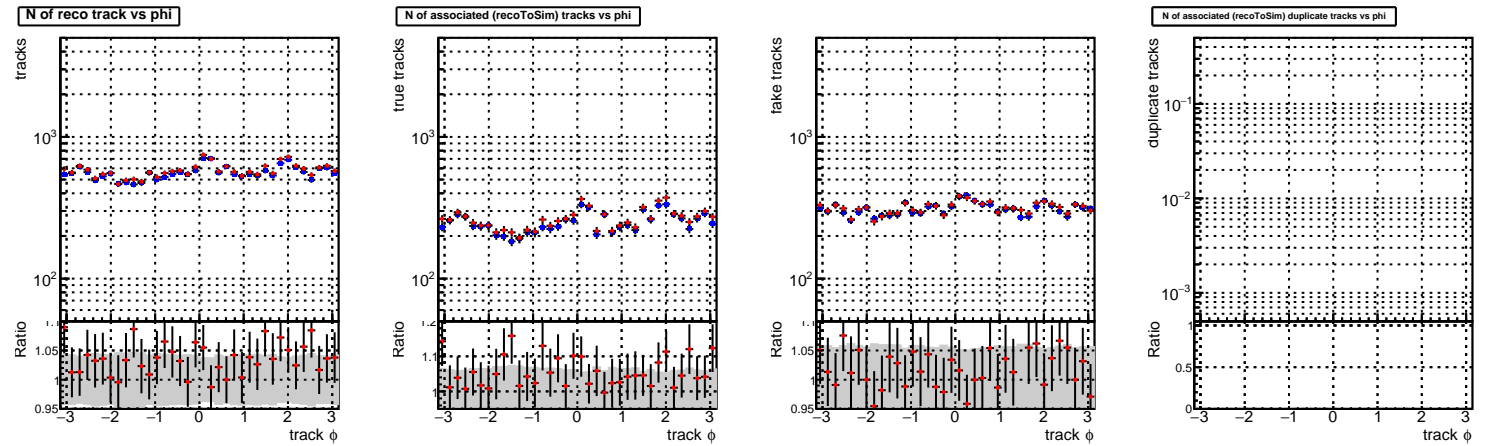 N of reco track vs phi
tracks
10³
10²
Ratio
1.1
1.05
1
0.95
−3 −2 −1 0 1 2 3
track ϕ
N of associated (recoToSim) tracks vs phi
true tracks
10³
10²
Ratio
1.2
1.1
1
−3 −2 −1 0 1 2 3
track ϕ
fake tracks
10³
10²
Ratio
1.1
1.05
1
0.95
−3 −2 −1 0 1 2 3
track ϕ
N of associated (recoToSim) duplicate tracks vs phi
duplicate tracks
10⁻¹
10⁻²
10⁻³
Ratio
1
0.5
0
−3 −2 −1 0 1 2 3
track ϕ